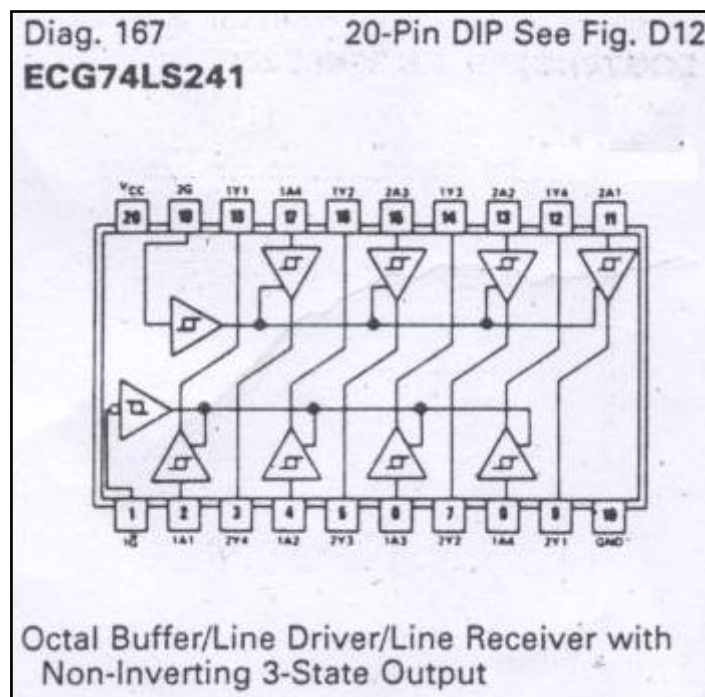 Diag. 167 20-Pin DIP See Fig. D12
ECG74LS241
VCC 2G 1Y1 1A4 1Y2 2A3 1Y3 2A2 1Y4 2A1
20 19 18 17 16 15 14 13 12 11
1 2 3 4 5 6 7 8 9 10
1G 1A1 2Y4 1A2 2Y3 1A3 2Y2 1A4 2Y1 GND
Octal Buffer/Line Driver/Line Receiver with
Non-Inverting 3-State Output